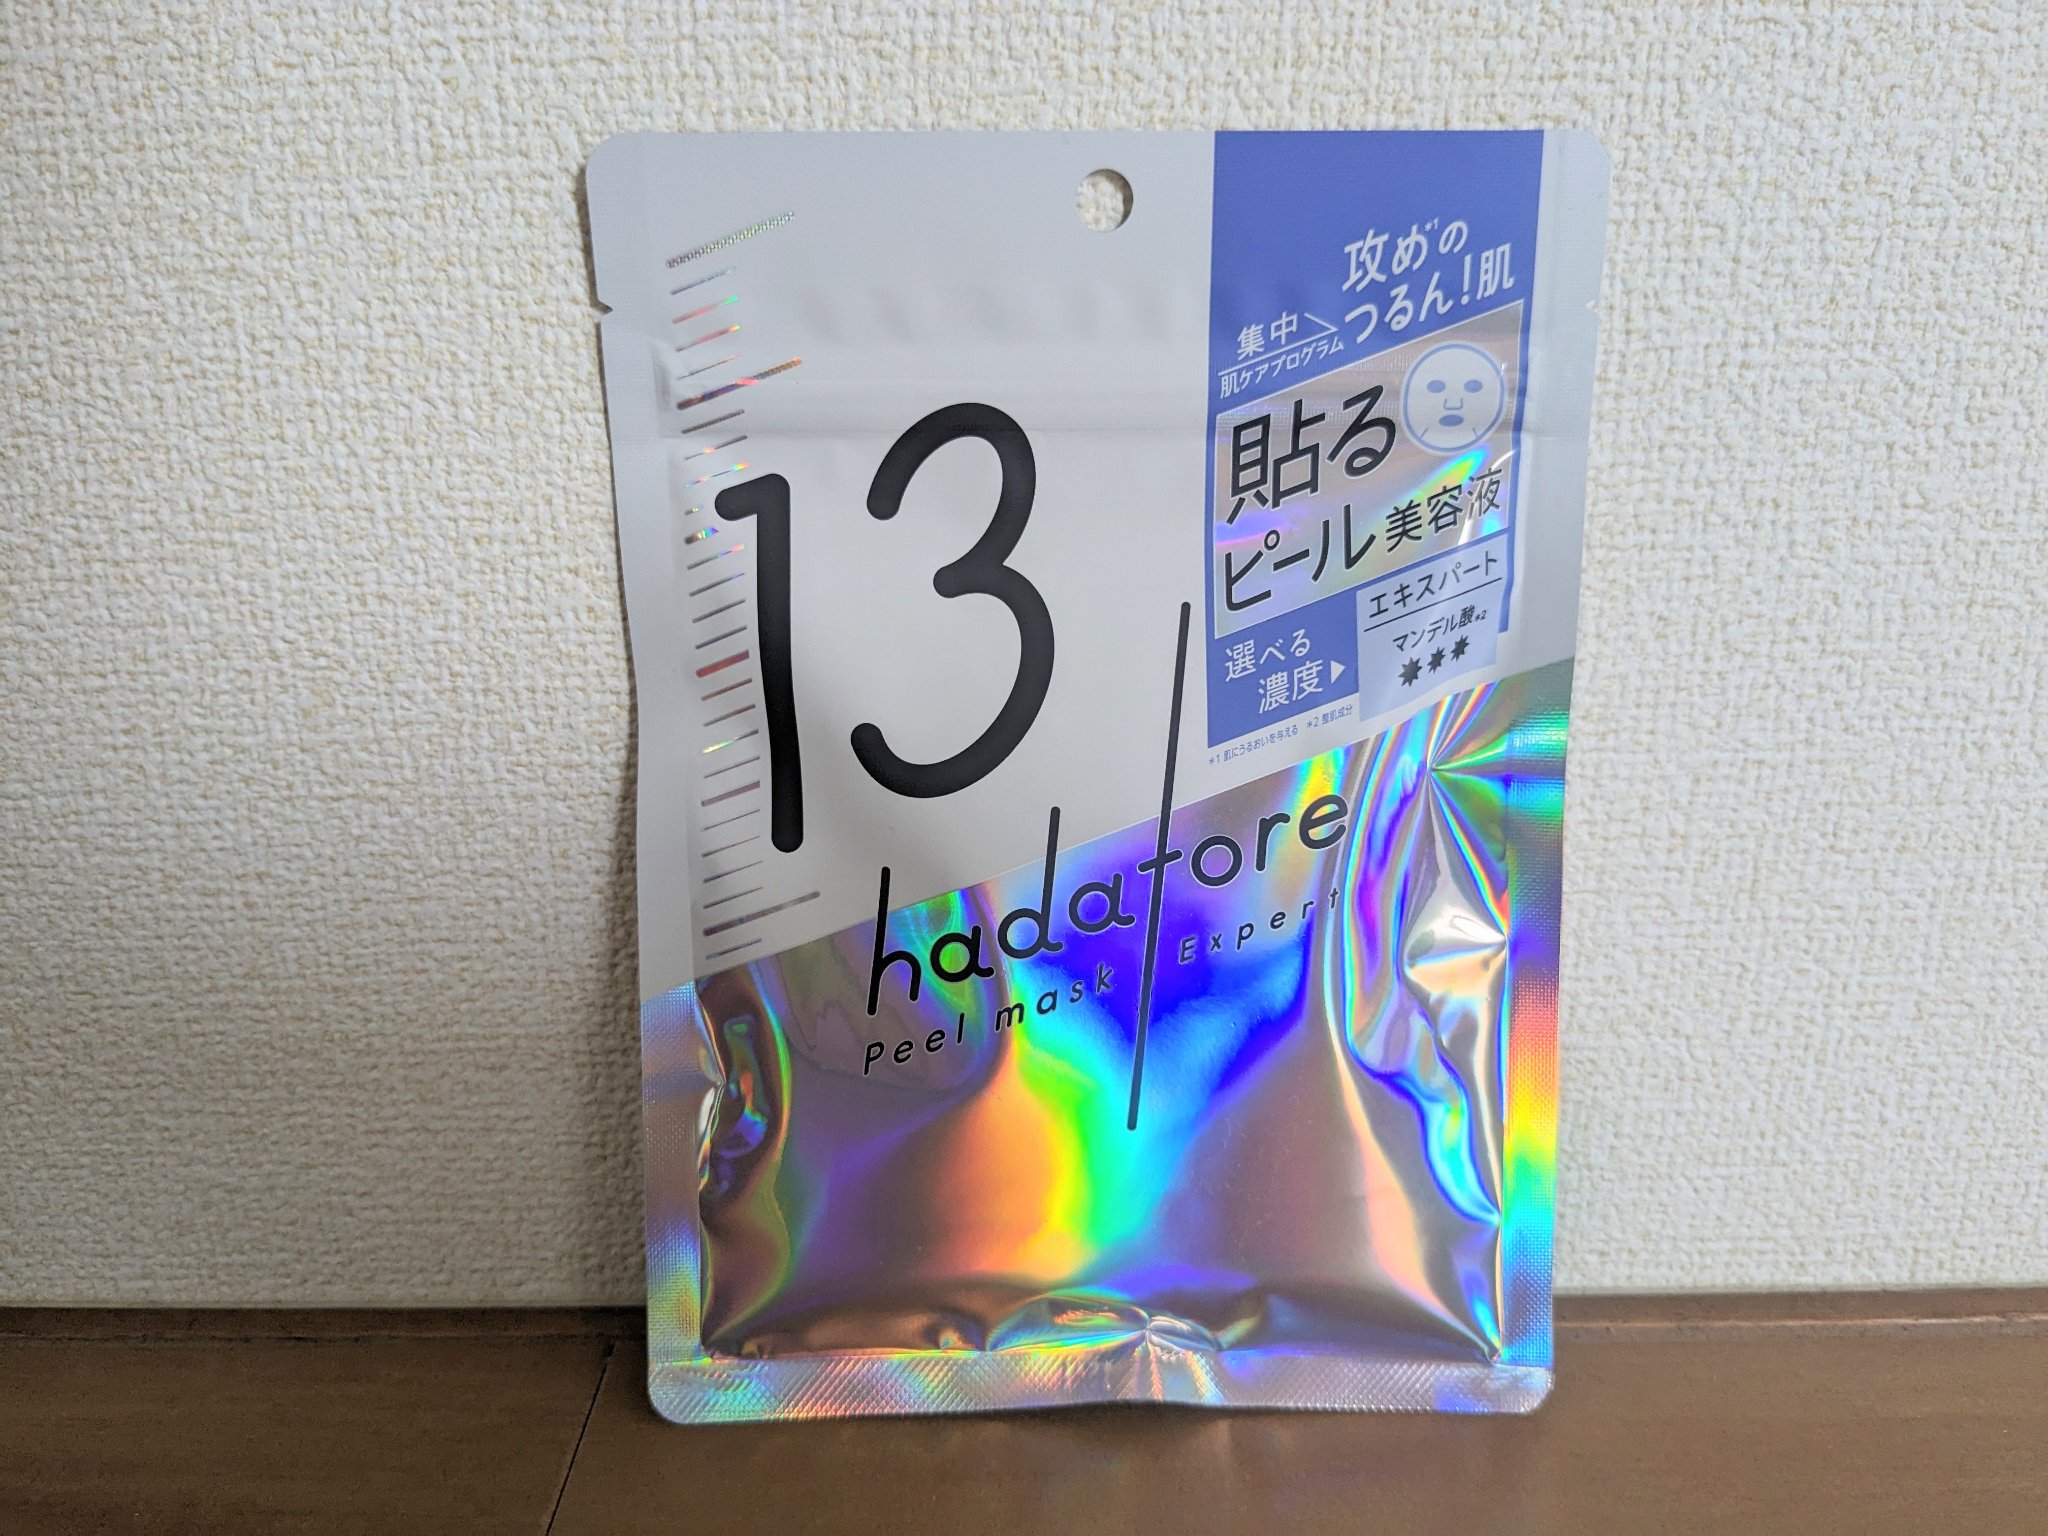 攻め*1の
つるん!肌
集中
肌ケアプログラム
貼る
ピール美容液
エキスパート
マンデル酸*2
選べる
濃度
*1 肌にうるおいを与える *2 整肌成分
13
hadafore
Peel mask Expert